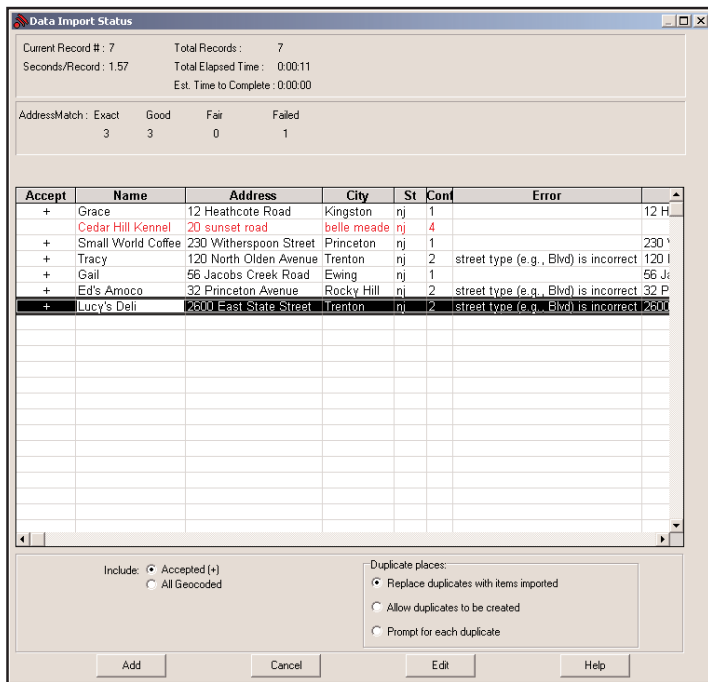 Data Import Status
Current Record # : 7 Total Records : 7
Seconds/Record : 1.57 Total Elapsed Time : 0:00:11
Est. Time to Complete : 0:00:00
AddressMatch : Exact Good Fair Failed
3 3 0 1
Accept Name Address City St Conf Error
+ Grace 12 Heathcote Road Kingston nj 1 12 H
Cedar Hill Kennel 20 sunset road belle meade nj 4
+ Small World Coffee 230 Witherspoon Street Princeton nj 1 230
+ Tracy 120 North Olden Avenue Trenton nj 2 street type (e.g., Blvd) is incorrect 120
+ Gail 56 Jacobs Creek Road Ewing nj 1 56 Ja
+ Ed's Amoco 32 Princeton Avenue Rocky Hill nj 2 street type (e.g., Blvd) is incorrect 32 P
+ Lucy's Deli 2600 East State Street Trenton nj 2 street type (e.g., Blvd) is incorrect 2600
Include: Accepted (+)
All Geocoded
Duplicate places:
Replace duplicates with items imported
Allow duplicates to be created
Prompt for each duplicate
Add Cancel Edit Help